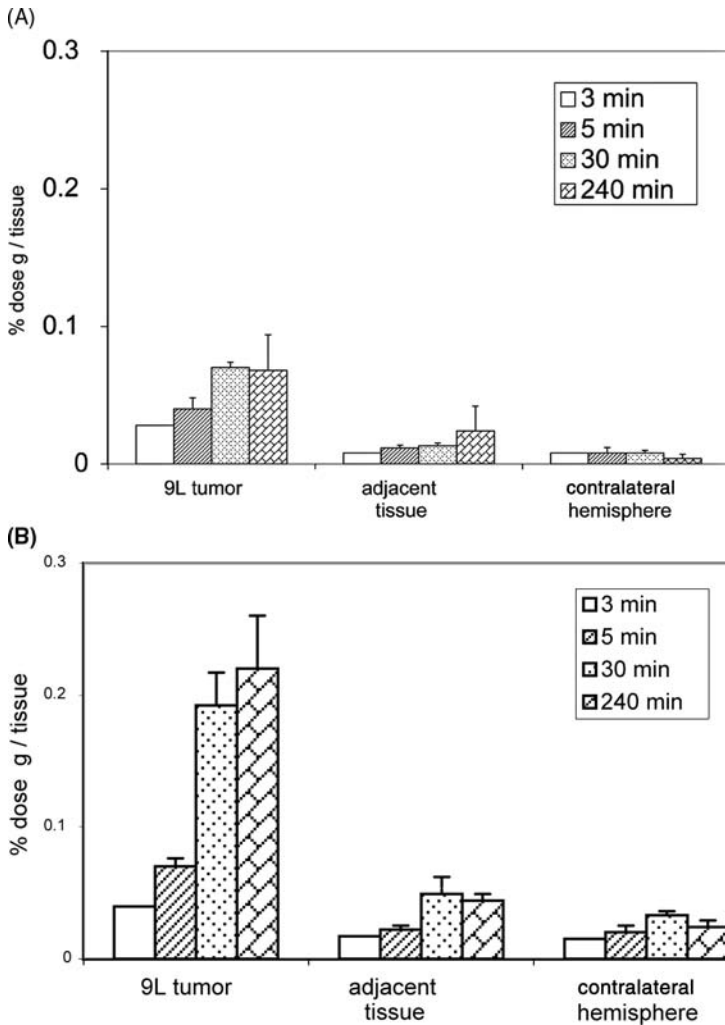 (A)
0.3
0.2
0.1
0
% dose g / tissue
3 min
5 min
30 min
240 min
9L tumor
adjacent
tissue
contralateral
hemisphere
(B)
0.3
0.2
0.1
0
% dose g / tissue
3 min
5 min
30 min
240 min
9L tumor
adjacent
tissue
contralateral
hemisphere